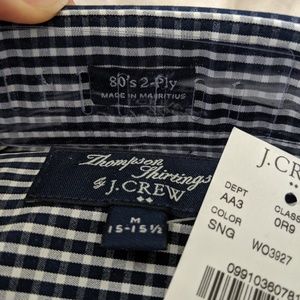 80's 2-Ply
MADE IN MAURITIUS
Thompson
Shirtings
by J.CREW
M
15-15½
J.CREW
DEPT
AA3
CLASS
0R9
COLOR
SNG
WO3927